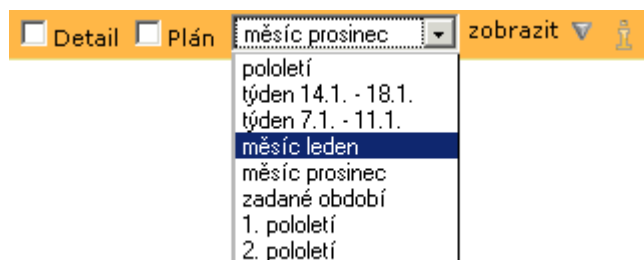 Detail Plán měsíc prosinec zobrazit
pololetí
týden 14.1. - 18.1.
týden 7.1. - 11.1.
měsíc leden
měsíc prosinec
zadané období
1. pololetí
2. pololetí